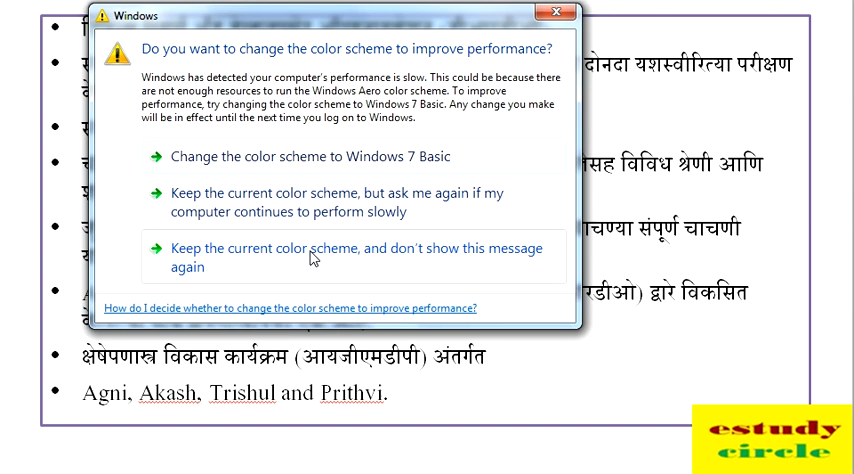 Windows
Do you want to change the color scheme to improve performance?
Windows has detected your computer's performance is slow. This could be because there
are not enough resources to run the Windows Aero color scheme. To improve
performance, try changing the color scheme to Windows 7 Basic. Any change you make
will be in effect until the next time you log on to Windows.
Change the color scheme to Windows 7 Basic
Keep the current color scheme, but ask me again if my
computer continues to perform slowly
Keep the current color scheme, and don't show this message
again
How do I decide whether to change the color scheme to improve performance?
दोनदा यशस्वीरित्या परीक्षण
विविध श्रेणी आणि
चाचण्या संपूर्ण चाचणी
द्वारे विकसित
क्षेषेपणास्त्र विकास कार्यक्रम (आयजीएमडीपी) अंतर्गत
Agni, Akash, Trishul and Prithvi.
estudy
circle